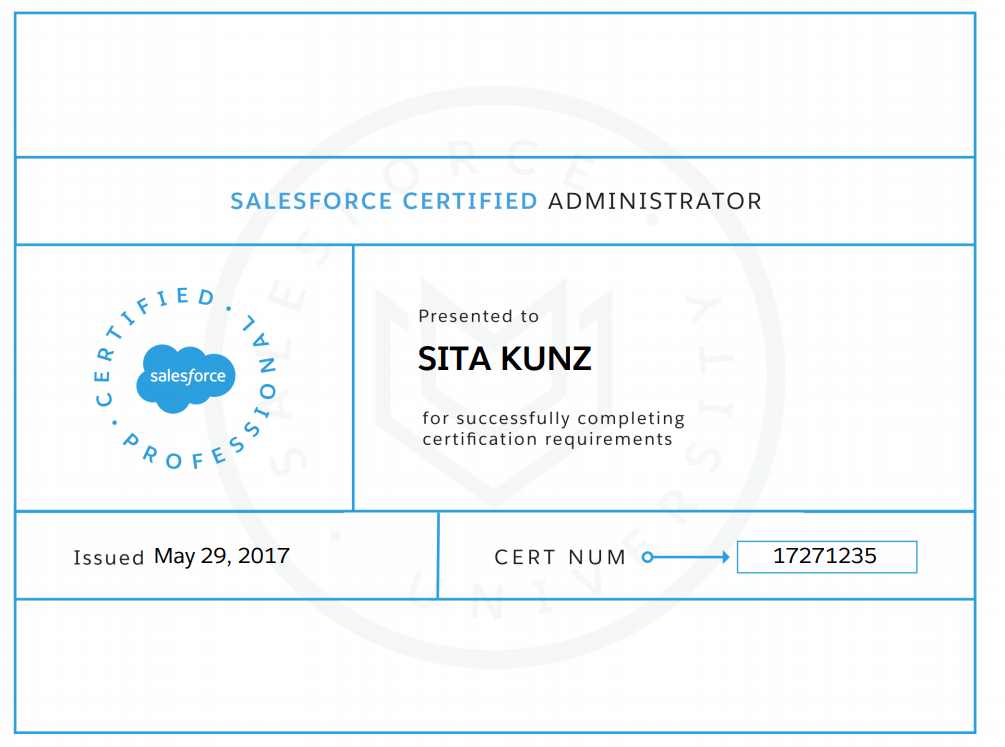 SALESFORCE CERTIFIED ADMINISTRATOR
· CERTIFIED · PROFESSIONAL
salesforce
Presented to
SITA KUNZ
for successfully completing
certification requirements
Issued May 29, 2017
CERT NUM 17271235
SALESFORCE · UNIVERSITY ·